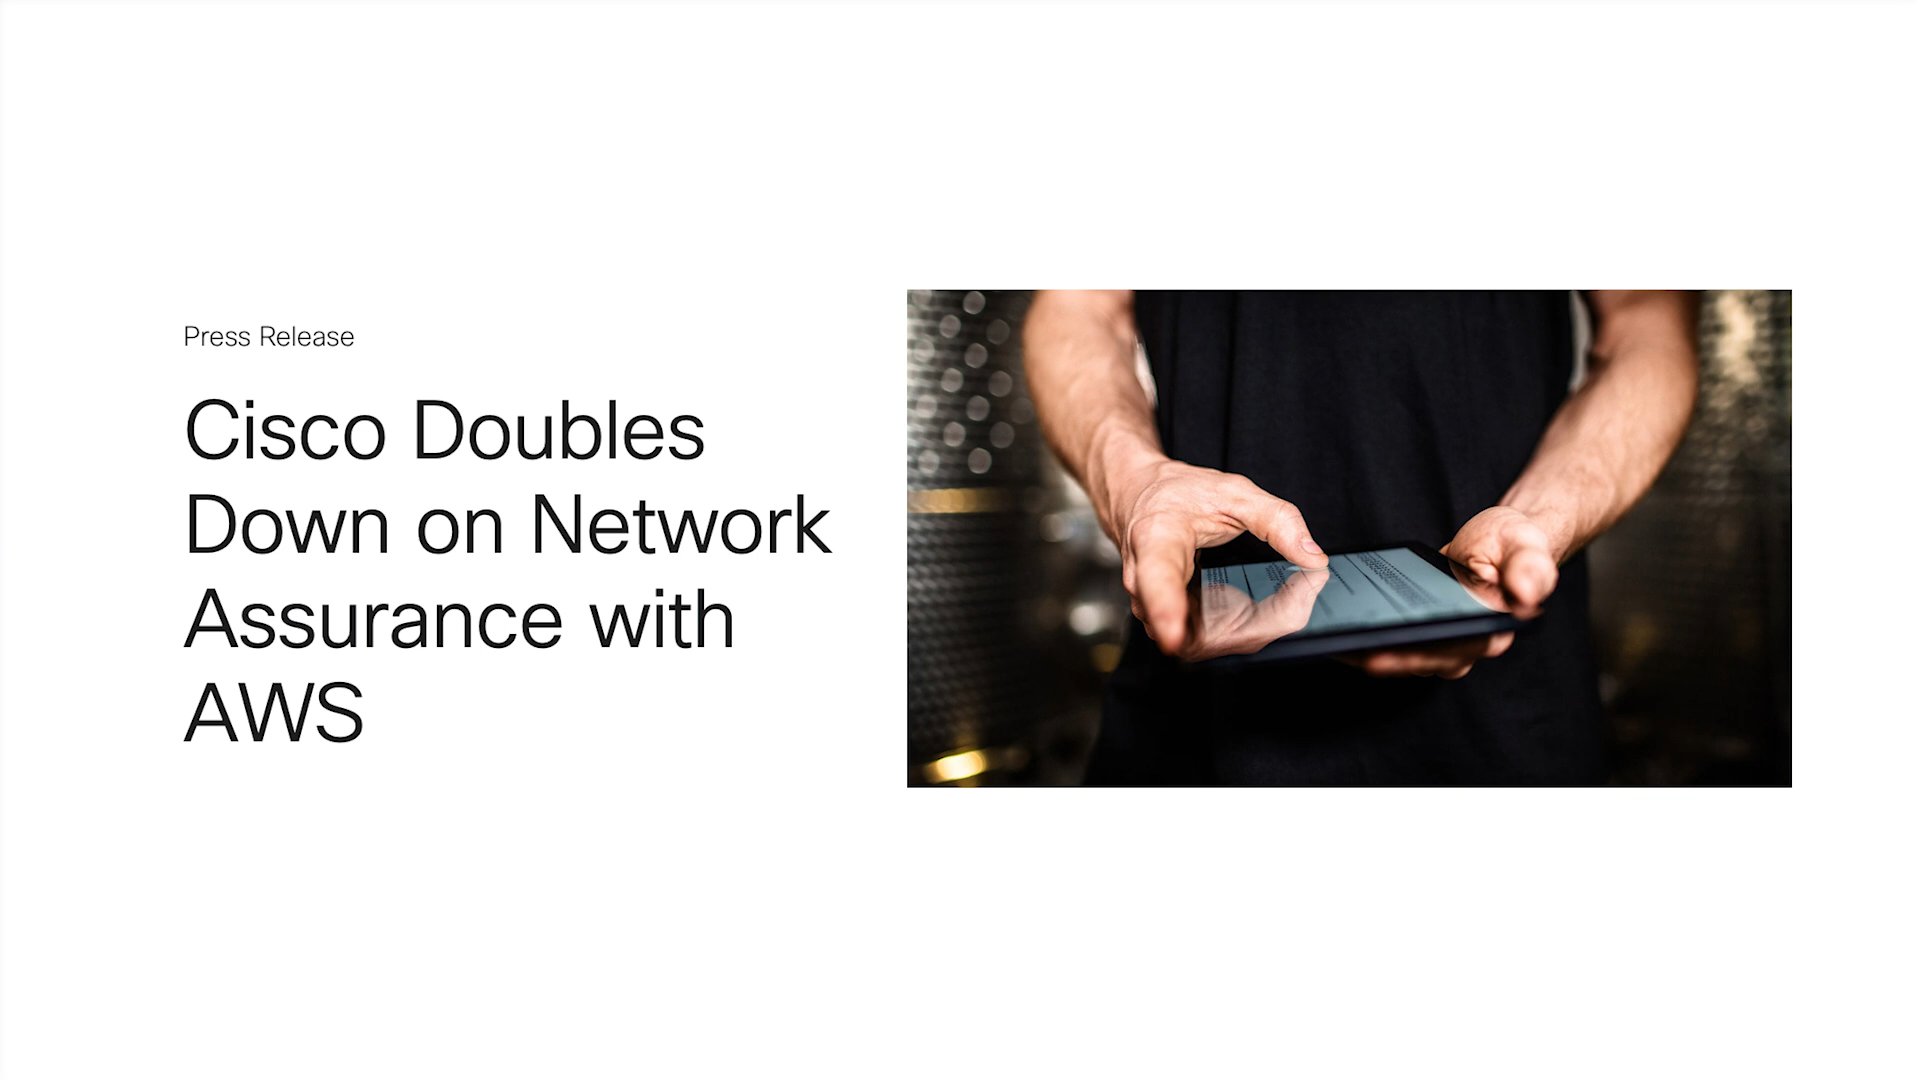 Press Release
Cisco Doubles
Down on Network
Assurance with
AWS